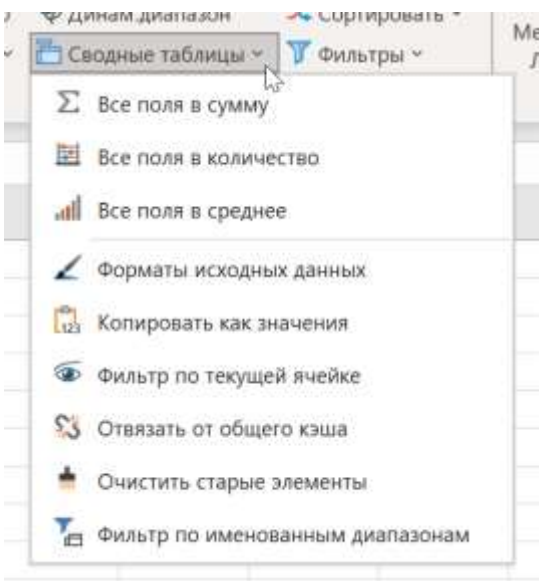 Динам.диапазон Сортировать
Сводные таблицы Фильтры
Все поля в сумму
Все поля в количество
Все поля в среднее
Форматы исходных данных
123
Копировать как значения
Фильтр по текущей ячейке
Отвязать от общего кэша
Очистить старые элементы
Фильтр по именованным диапазонам